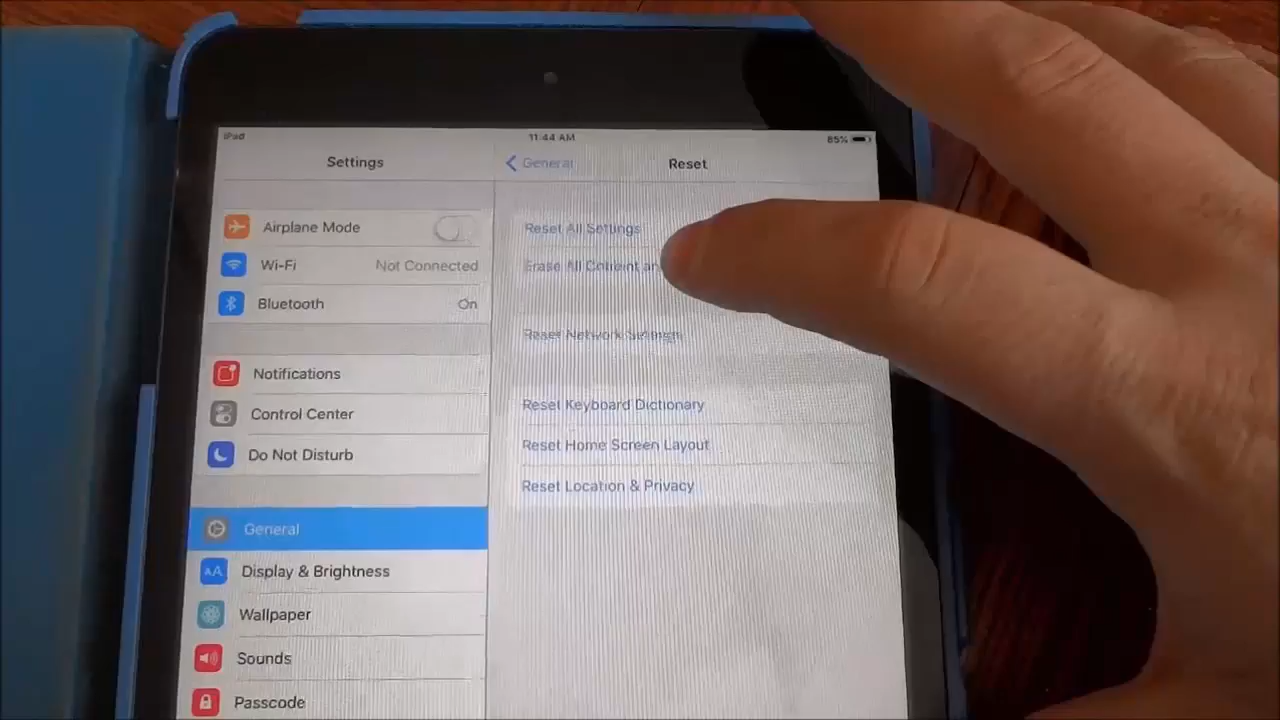 iPad
11:44 AM
85%
Settings
General
Reset
Airplane Mode
Wi-Fi
Not Connected
Bluetooth
On
Notifications
Control Center
Do Not Disturb
General
Display & Brightness
AA
Wallpaper
Sounds
Passcode
Reset All Settings
Erase All Content an
Reset Network Settings
Reset Keyboard Dictionary
Reset Home Screen Layout
Reset Location & Privacy